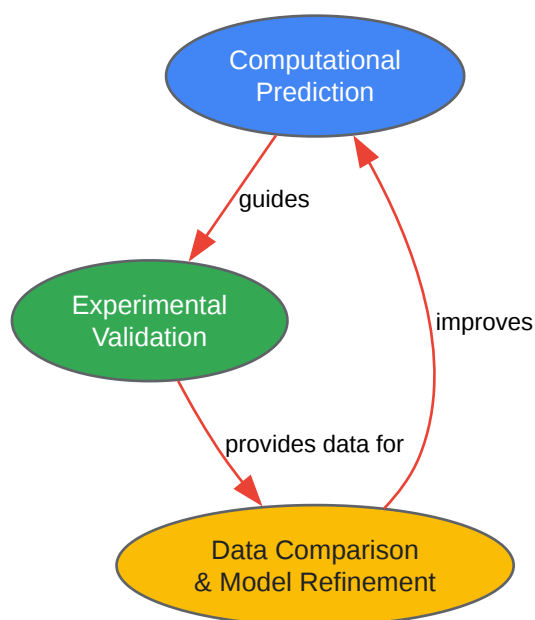 Computational
Prediction
guides
Experimental
Validation
improves
provides data for
Data Comparison
& Model Refinement